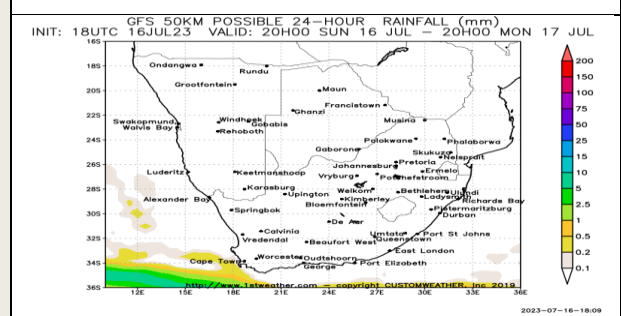 GFS 50KM POSSIBLE 24-HOUR RAINFALL (mm)
INIT: 18UTC 16JUL23 VALID: 20H00 SUN 16 JUL - 20H00 MON 17 JUL
16S
18S
20S
22S
24S
26S
28S
30S
32S
34S
36S
Ondangwa
Rundu
Grootfontein
Maun
Francistown
Ghanzi
Swakopmund
Windhoek
Gobabis
Musina
Walvis Bay
Rehoboth
Polokwane
Phalaborwa
Gaborone
Skukuza
Nelspruit
Johannesburg
Pretoria
Luderitz
Keetmanshoop
Vryburg
Potchefstroom
Ermelo
Karasburg
Upington
Welkom
Bethlehem
Ulundi
Alexander Bay
Kimberley
Ladysmith
Richards Bay
Springbok
Bloemfontein
Pietermaritzburg
Durban
De Aar
Calvinia
Umtata
Port St Johns
Vredendal
Beaufort West
Queenstown
East London
Cape Town
Worcester
Oudtshoorn
George
Port Elizabeth
http://www.1stweather.com - copyright CUSTOMWEATHER, Inc 2019
12E 15E 18E 21E 24E 27E 30E 33E 36E
200
150
100
75
50
25
15
10
5
2.5
1
0.5
0.2
0.1
2023-07-16-18:09